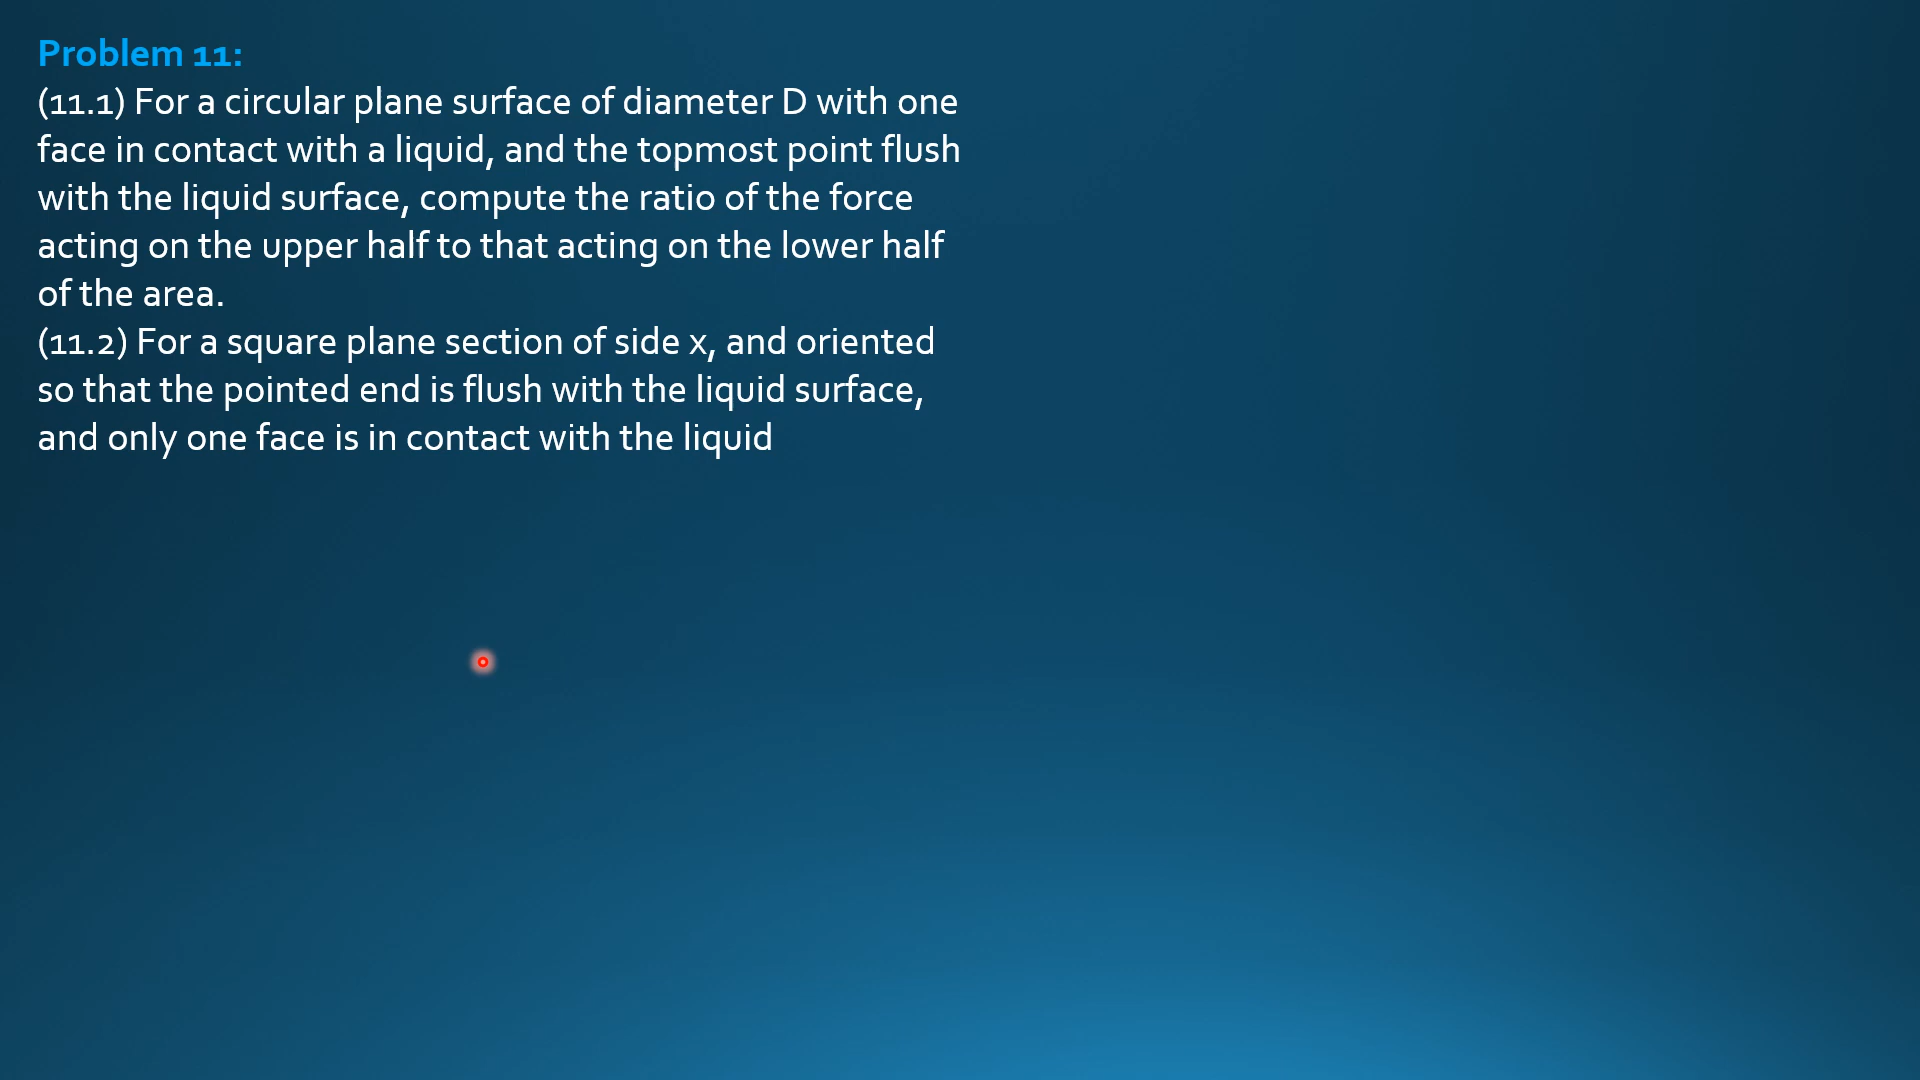 Problem 11:
(11.1) For a circular plane surface of diameter D with one
face in contact with a liquid, and the topmost point flush
with the liquid surface, compute the ratio of the force
acting on the upper half to that acting on the lower half
of the area.
(11.2) For a square plane section of side x, and oriented
so that the pointed end is flush with the liquid surface,
and only one face is in contact with the liquid